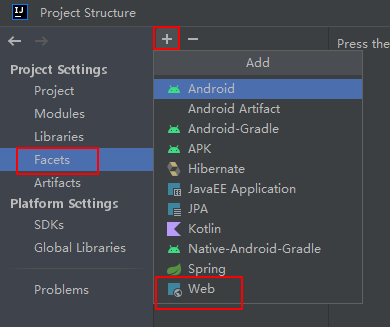 IJ
Project Structure
Project Settings
Project
Modules
Libraries
Facets
Artifacts
Platform Settings
SDKs
Global Libraries
Problems
Press the
Add
Android
Android Artifact
Android-Gradle
APK
Hibernate
JavaEE Application
JPA
Kotlin
Native-Android-Gradle
Spring
Web